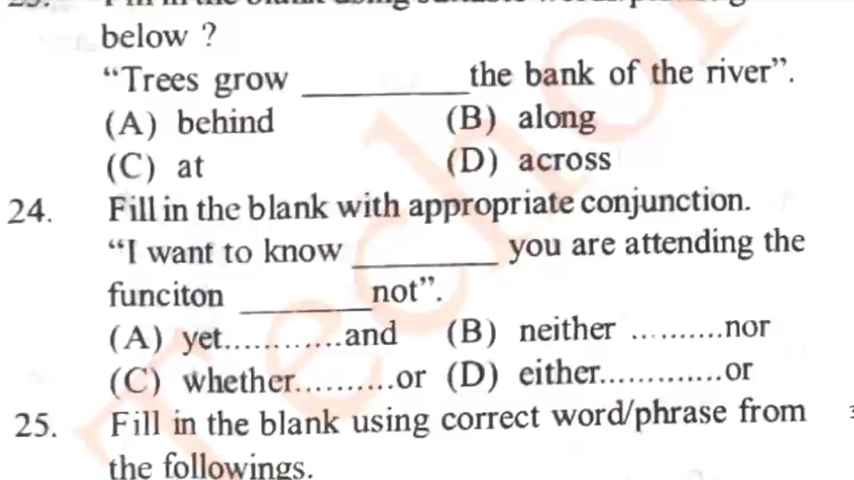 below ?
“Trees grow __________the bank of the river”.
(A) behind (B) along
(C) at (D) across
24. Fill in the blank with appropriate conjunction.
“I want to know _________ you are attending the
funciton ________not”.
(A) yet............and (B) neither ..........nor
(C) whether..........or (D) either.............or
25. Fill in the blank using correct word/phrase from
the followings.